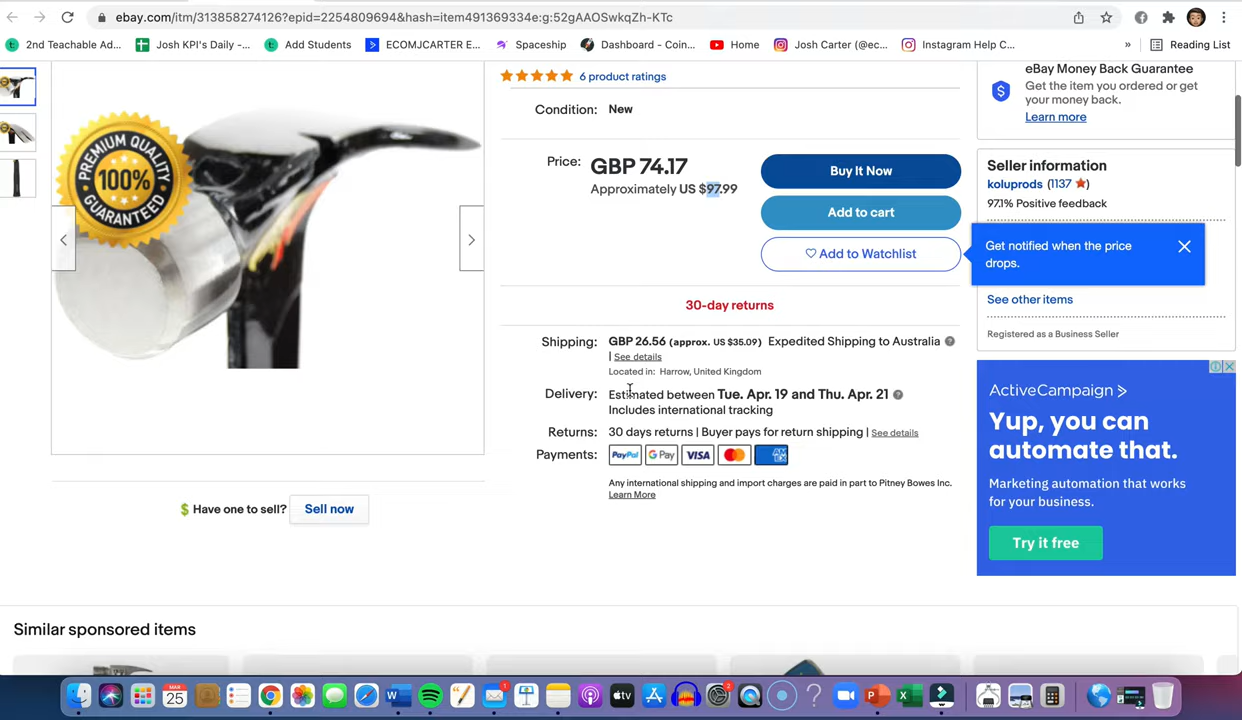 ebay.com/itm/313858274126?epid=2254809694&hash=item491369334e:g:52gAAOSwkqZh-KTc
2nd Teachable Ad...
Josh KPI's Daily -...
Add Students
ECOMJCARTER E...
Spaceship
Dashboard - Coin...
Home
Josh Carter (@ec...
Instagram Help C...
»
Reading List
6 product ratings
Condition: New
Price: GBP 74.17
Approximately US $97.99
Buy It Now
Add to cart
Add to Watchlist
PREMIUM QUALITY
100%
GUARANTEED
30-day returns
Shipping: GBP 26.56 (approx. US $35.09) Expedited Shipping to Australia
| See details
Located in: Harrow, United Kingdom
Delivery: Estimated between Tue. Apr. 19 and Thu. Apr. 21
Includes international tracking
Returns: 30 days returns | Buyer pays for return shipping | See details
Payments: PayPal G Pay VISA
Any international shipping and import charges are paid in part to Pitney Bowes Inc.
Learn More
Have one to sell? Sell now
eBay Money Back Guarantee
Get the item you ordered or get
your money back.
Learn more
Seller information
koluprods (1137 )
97.1% Positive feedback
Get notified when the price
drops.
See other items
Registered as a Business Seller
ActiveCampaign >
Yup, you can
automate that.
Marketing automation that works
for your business.
Try it free
Similar sponsored items
MAR
25
1
tv
2